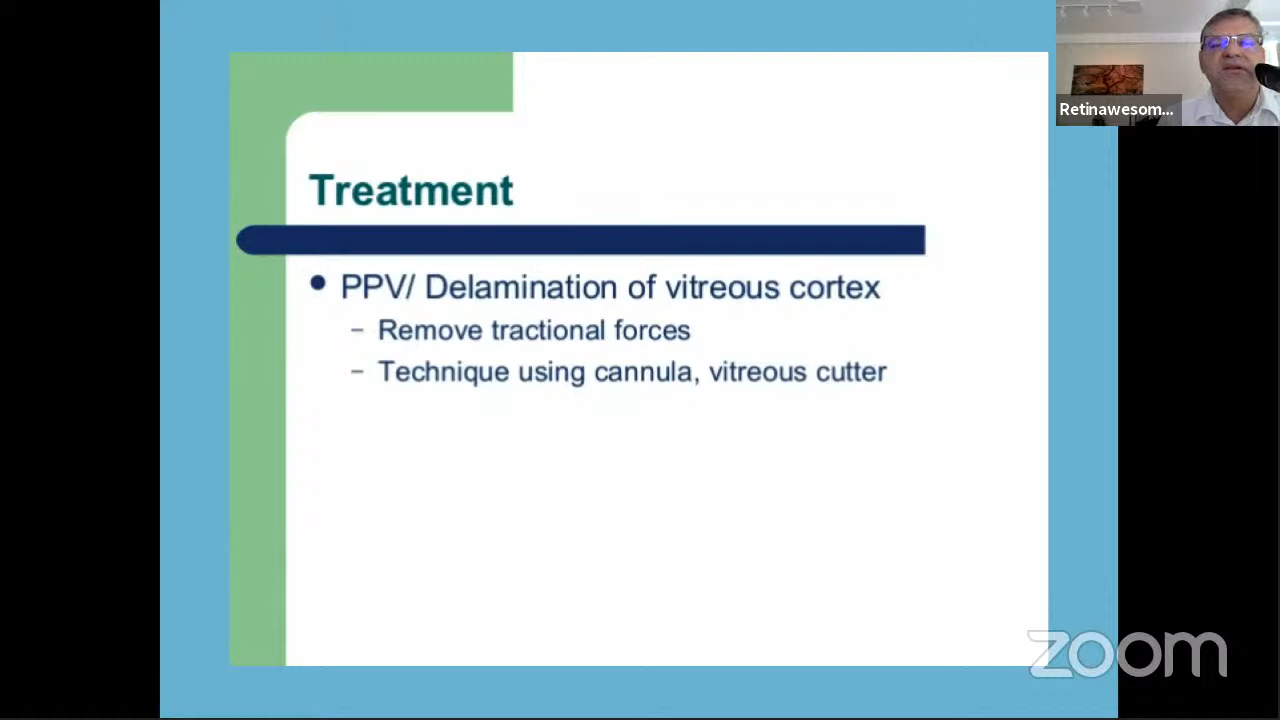 Retinawesom...
Treatment
● PPV/ Delamination of vitreous cortex
– Remove tractional forces
– Technique using cannula, vitreous cutter
zoom